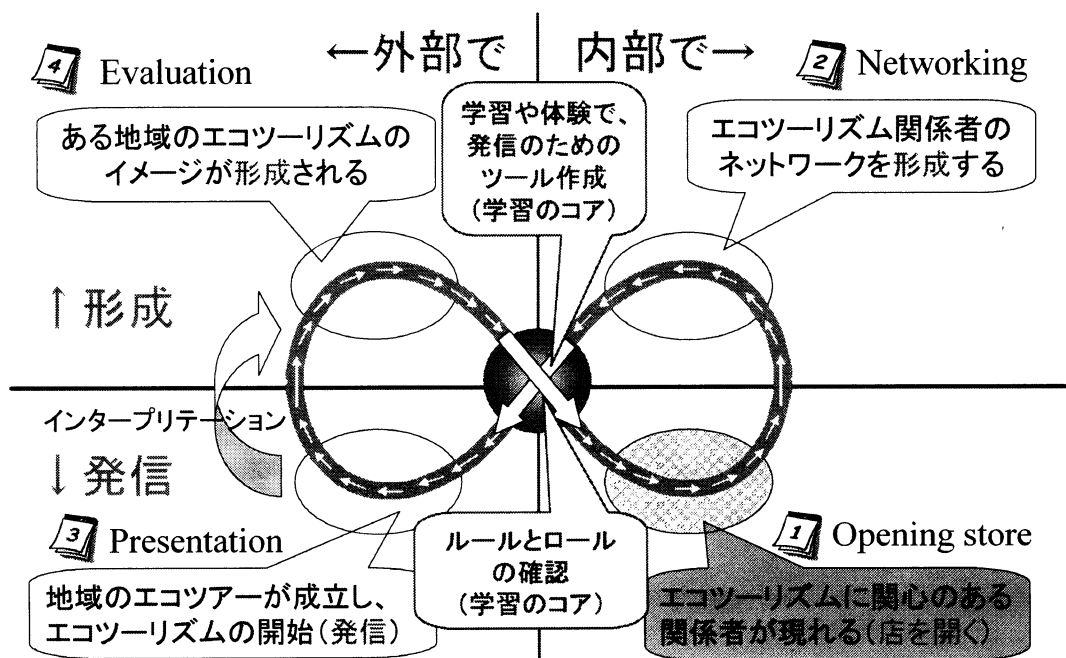 ←外部で
内部で→
4 Evaluation
2 Networking
ある地域のエコツーリズムの
イメージが形成される
学習や体験で、
発信のための
ツール作成
(学習のコア)
エコツーリズム関係者の
ネットワークを形成する
↑形成
インタープリテーション
↓発信
3 Presentation
1 Opening store
地域のエコツアーが成立し、
エコツーリズムの開始(発信)
ルールとロール
の確認
(学習のコア)
エコツーリズムに関心のある
関係者が現れる(店を開く)